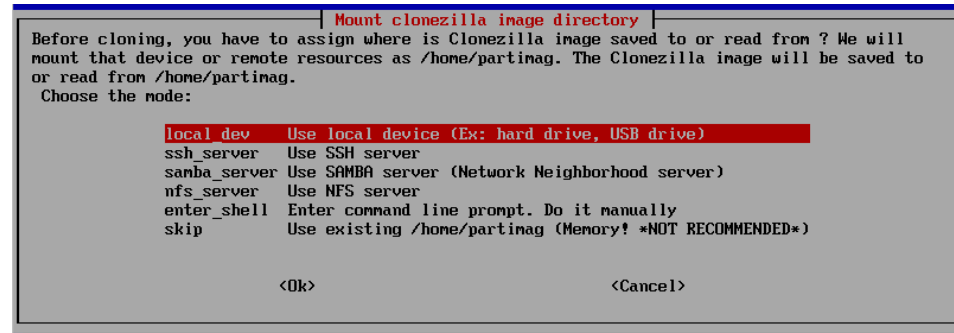 Mount clonezilla image directory
Before cloning, you have to assign where is Clonezilla image saved to or read from ? We will
mount that device or remote resources as /home/partimag. The Clonezilla image will be saved to
or read from /home/partimag.
Choose the mode:
local_dev Use local device (Ex: hard drive, USB drive)
ssh_server Use SSH server
samba_server Use SAMBA server (Network Neighborhood server)
nfs_server Use NFS server
enter_shell Enter command line prompt. Do it manually
skip Use existing /home/partimag (Memory! *NOT RECOMMENDED*)
<Ok> <Cancel>